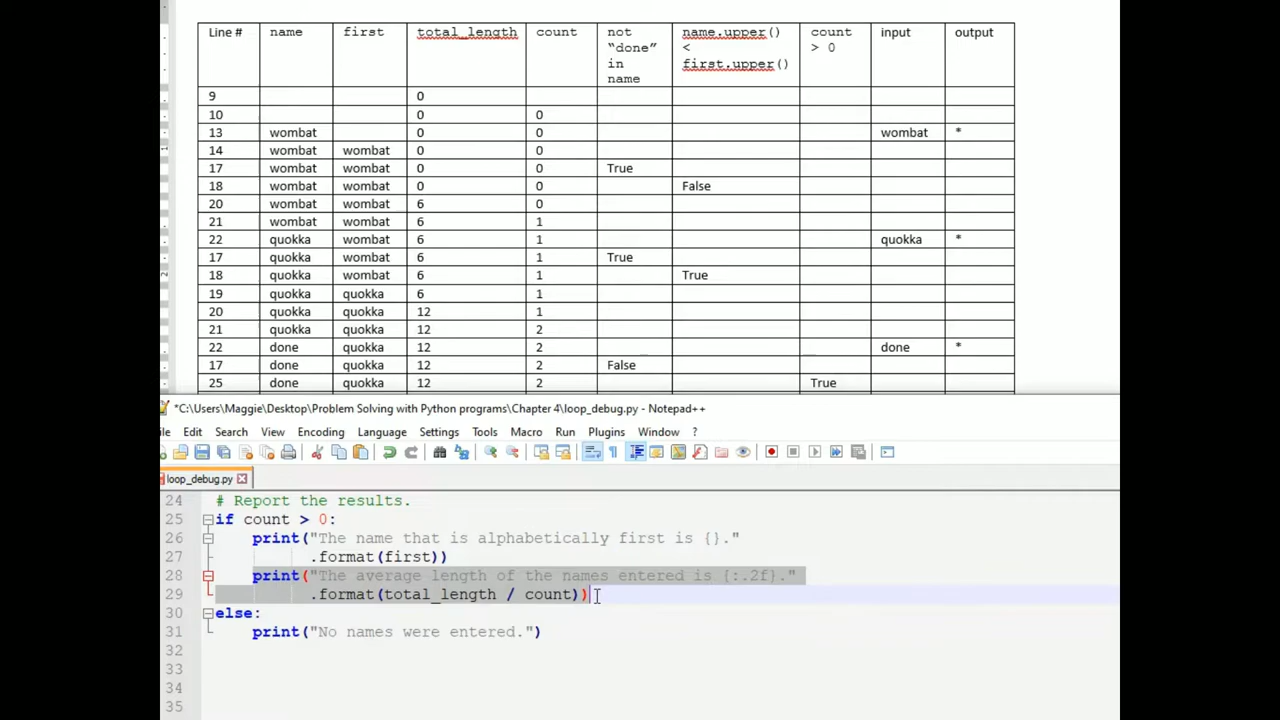 Line # name first total_length count not “done” in name name.upper() < first.upper() count > 0 input output
9 0
10 0 0
13 wombat 0 0 wombat *
14 wombat wombat 0 0
17 wombat wombat 0 0 True
18 wombat wombat 0 0 False
20 wombat wombat 6 0
21 wombat wombat 6 1
22 quokka wombat 6 1 quokka *
17 quokka wombat 6 1 True
18 quokka wombat 6 1 True
19 quokka quokka 6 1
20 quokka quokka 12 1
21 quokka quokka 12 2
22 done quokka 12 2 done *
17 done quokka 12 2 False
25 done quokka 12 2 True
*C:\Users\Maggie\Desktop\Problem Solving with Python programs\Chapter 4\loop_debug.py - Notepad++
Edit Search View Encoding Language Settings Tools Macro Run Plugins Window ?
loop_debug.py
24 # Report the results.
25 if count > 0:
26 print("The name that is alphabetically first is {}."
27 .format(first))
28 print("The average length of the names entered is {:.2f}."
29 .format(total_length / count))
30 else:
31 print("No names were entered.")
32
33
34
35